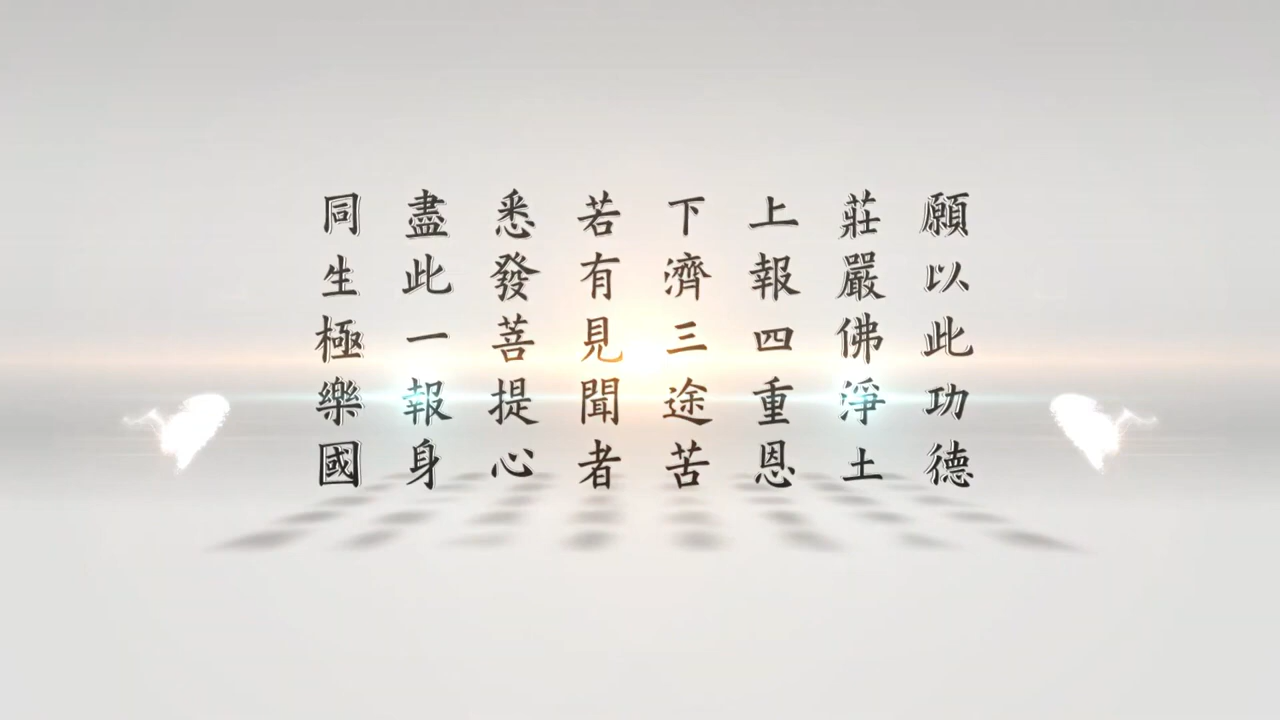 願以此功德
莊嚴佛淨土
上報四重恩
下濟三途苦
若有見聞者
悉發菩提心
盡此一報身
同生極樂國